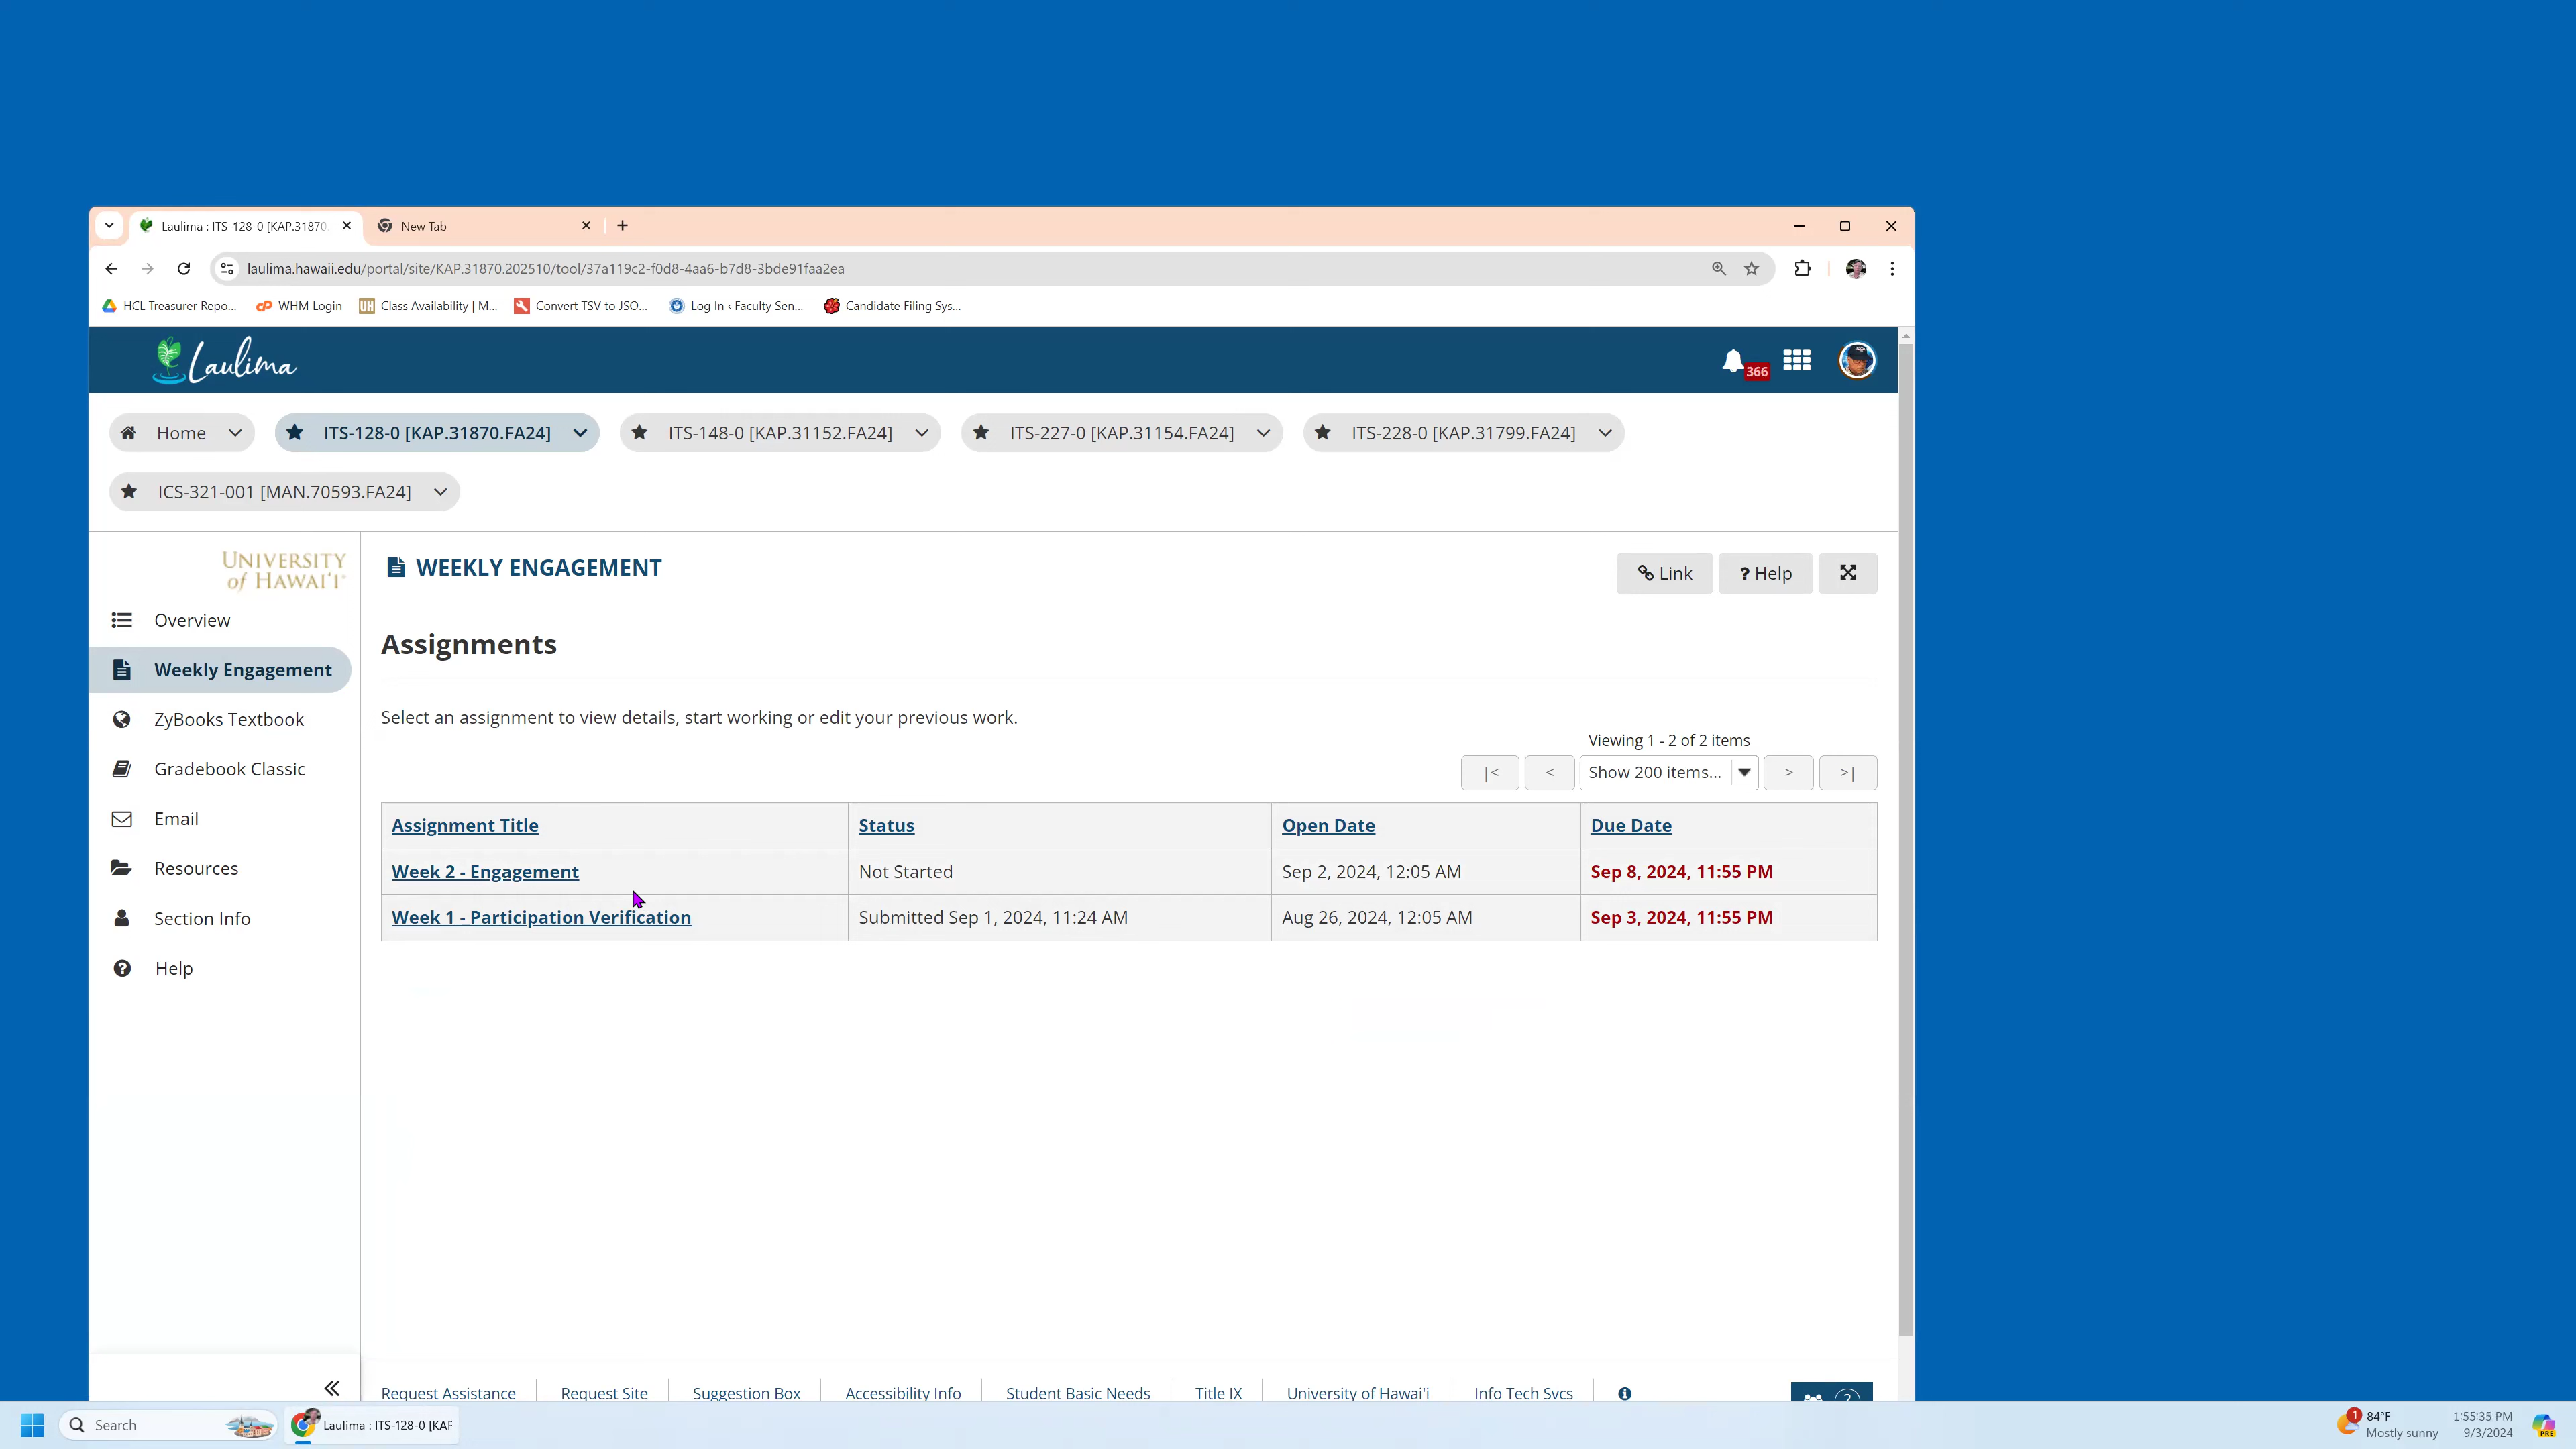 Laulima : ITS-128-0 [KAP.31870.
New Tab
laulima.hawaii.edu/portal/site/KAP.31870.202510/tool/37a119c2-f0d8-4aa6-b7d8-3bde91faa2ea
HCL Treasurer Repo...
WHM Login
Class Availability | M...
Convert TSV to JSO...
Log In ‹ Faculty Sen...
Candidate Filing Sys...
Laulima
366
Home
ITS-128-0 [KAP.31870.FA24]
ITS-148-0 [KAP.31152.FA24]
ITS-227-0 [KAP.31154.FA24]
ITS-228-0 [KAP.31799.FA24]
ICS-321-001 [MAN.70593.FA24]
UNIVERSITY
of HAWAI'I
Overview
Weekly Engagement
ZyBooks Textbook
Gradebook Classic
Email
Resources
Section Info
Help
WEEKLY ENGAGEMENT
Link
? Help
Assignments
Select an assignment to view details, start working or edit your previous work.
Viewing 1 - 2 of 2 items
|< < Show 200 items... > >|
Assignment Title Status Open Date Due Date
Week 2 - Engagement Not Started Sep 2, 2024, 12:05 AM Sep 8, 2024, 11:55 PM
Week 1 - Participation Verification Submitted Sep 1, 2024, 11:24 AM Aug 26, 2024, 12:05 AM Sep 3, 2024, 11:55 PM
Request Assistance
Request Site
Suggestion Box
Accessibility Info
Student Basic Needs
Title IX
University of Hawai'i
Info Tech Svcs
Search
Laulima : ITS-128-0 [KAP
1
84°F
Mostly sunny
1:55:35 PM
9/3/2024
PRE